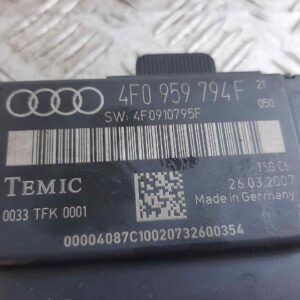 4F0 959 794 F 21
050
SW: 4F0910795F
TEMIC
TSG C6
26.03.2007
Made in Germany
0033 TFK 0001
00004087C10020732600354